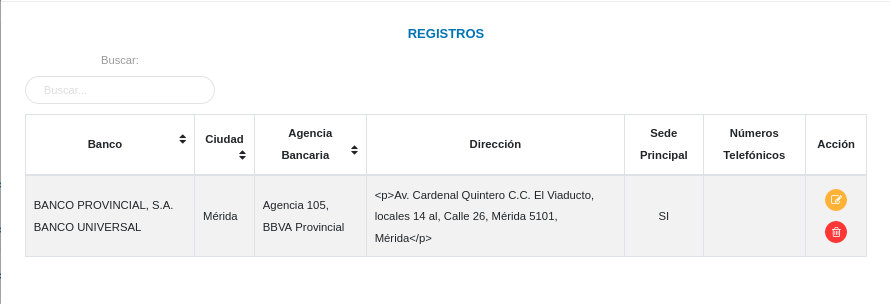 REGISTROS
Buscar:
Buscar...
Banco
Ciudad
Agencia
Bancaria
Dirección
Sede
Principal
Números
Telefónicos
Acción
BANCO PROVINCIAL, S.A.
BANCO UNIVERSAL
Mérida
Agencia 105,
BBVA Provincial
<p>Av. Cardenal Quintero C.C. El Viaducto,
locales 14 al, Calle 26, Mérida 5101,
Mérida</p>
SI